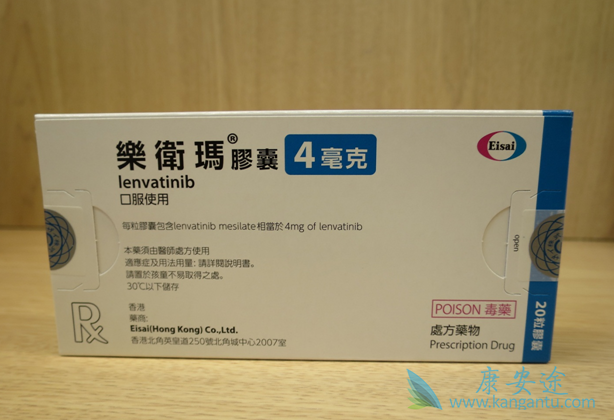 樂衛瑪® 膠囊 4毫克
lenvatinib
口服使用
每粒膠囊包含lenvatinib mesilate相當於4mg of lenvatinib
本藥須由醫師處方使用
適應症及用法用量:請詳閱說明書。
請置於孩童不易取得之處。
30℃以下儲存
Rx
香港
藥商:
Eisai(Hong Kong) Co.,Ltd.
香港北角英皇道250號北角城中心2007室
Eisai
open
POISON 毒藥
處方藥物
Prescription Drug
20粒膠囊
康安途
www.kangantu.com